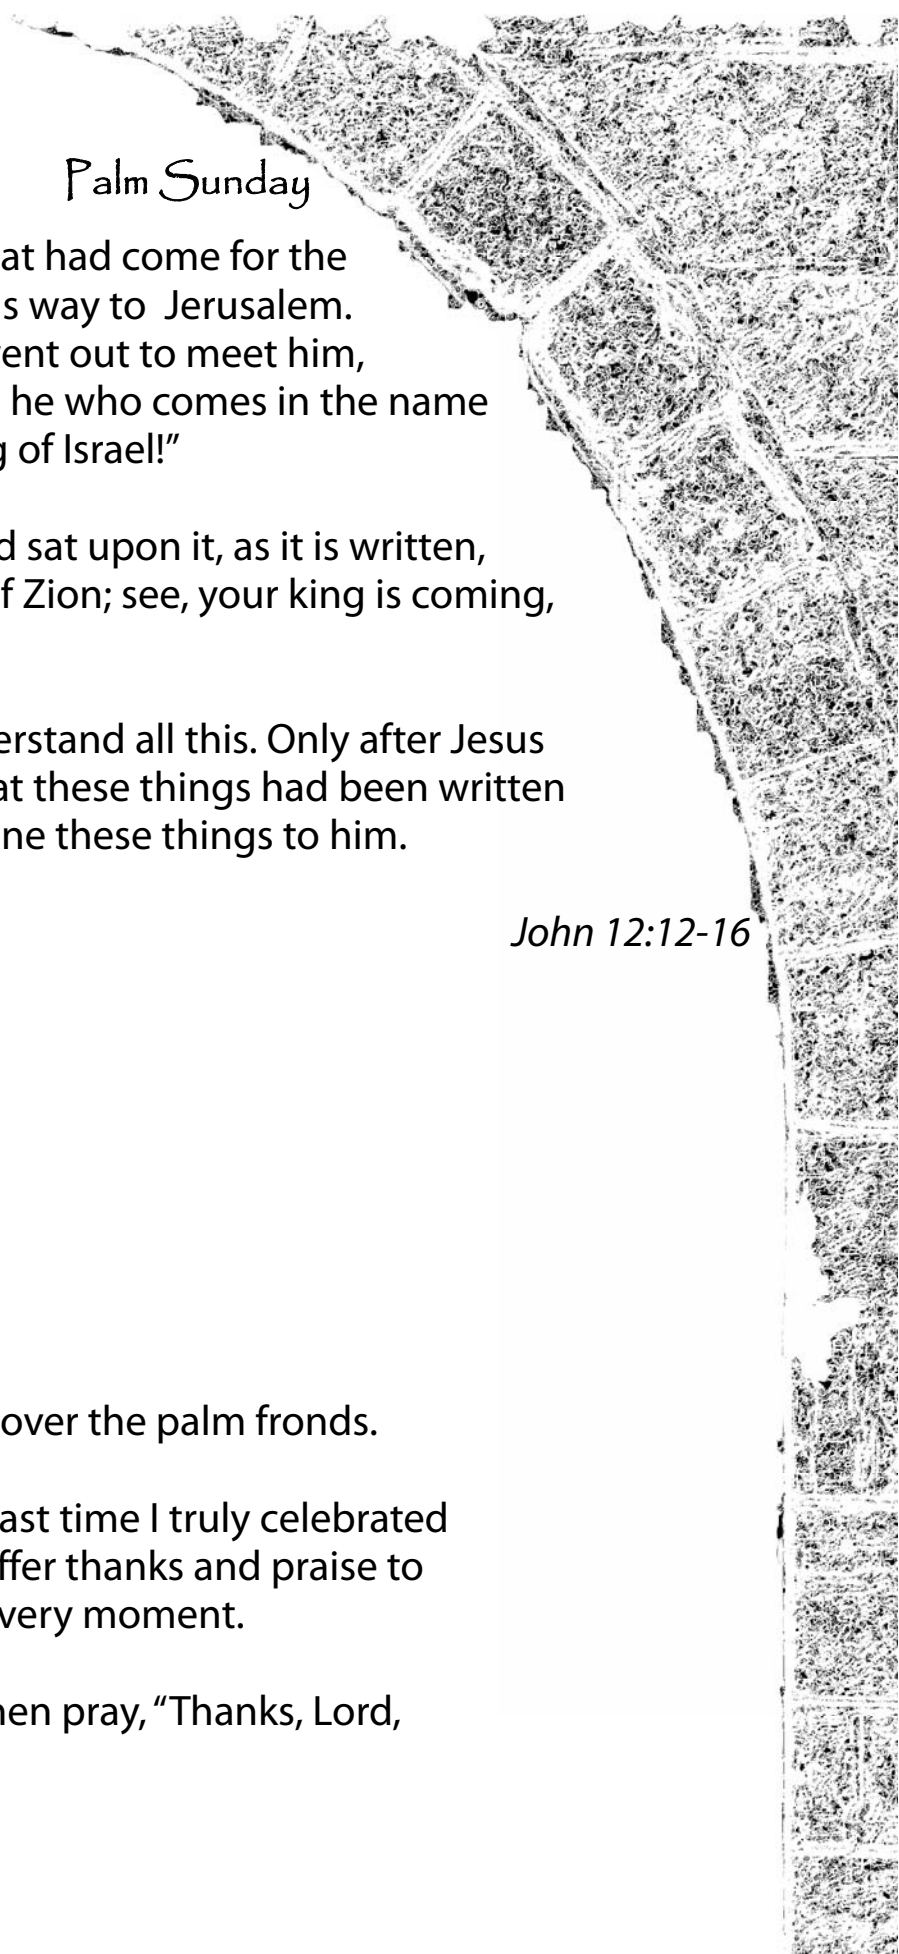 Palm Sunday
at had come for the
s way to Jerusalem.
ent out to meet him,
he who comes in the name
g of Israel!”
d sat upon it, as it is written,
f Zion; see, your king is coming,
erstand all this. Only after Jesus
at these things had been written
ne these things to him.
John 12:12-16
over the palm fronds.
ast time I truly celebrated
ffer thanks and praise to
very moment.
hen pray, “Thanks, Lord,